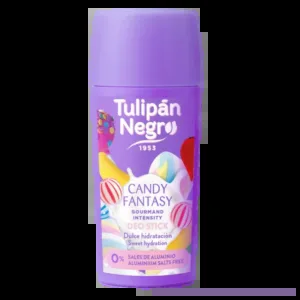 Tulipán
Negro
1953
CANDY
FANTASY
GOURMAND
INTENSITY
DEO STICK
Dulce hidratación
Sweet hydration
0% SALES DE ALUMINIO
ALUMINIUM SALTS FREE